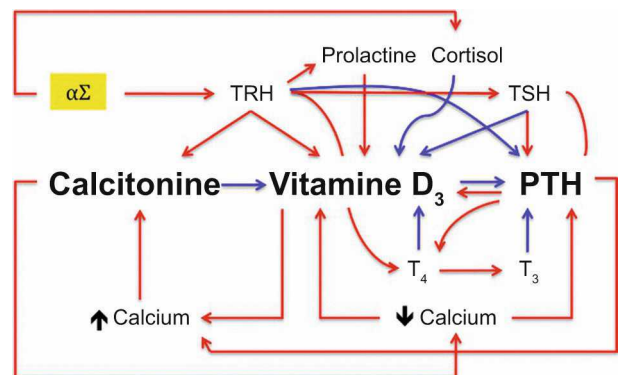 Prolactine Cortisol
αΣ TRH TSH
Calcitonine Vitamine D₃ PTH
T₄ T₃
Calcium Calcium